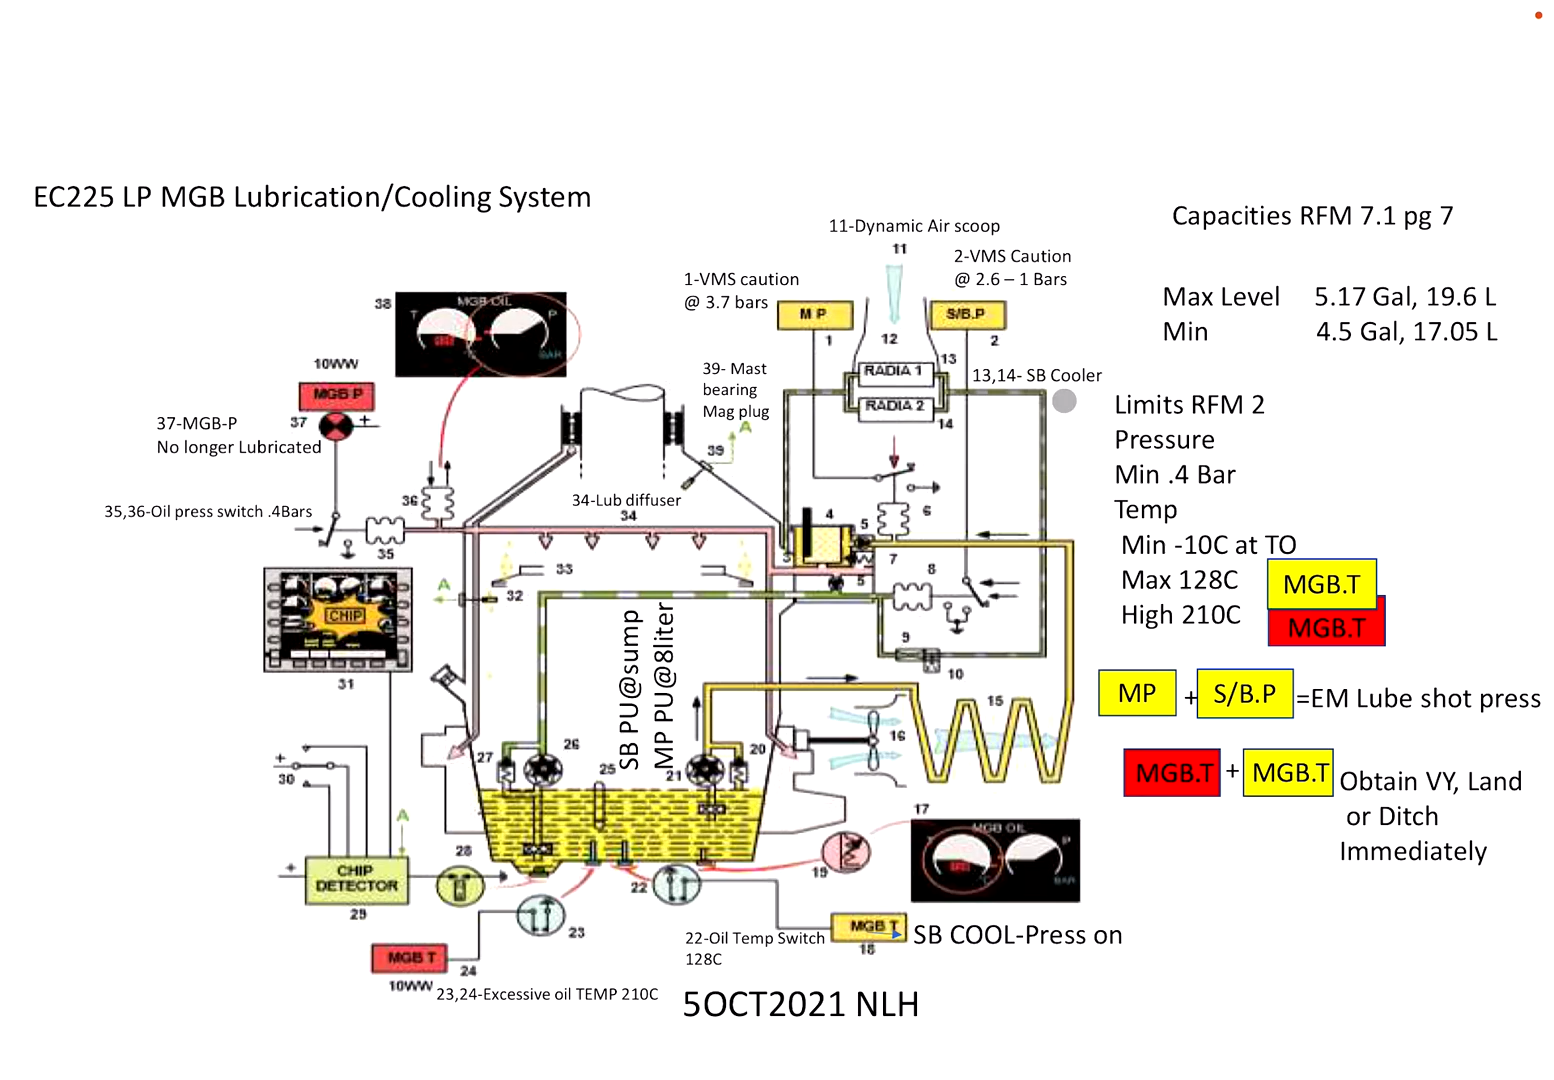 EC225 LP MGB Lubrication/Cooling System
Capacities RFM 7.1 pg 7
Max Level 5.17 Gal, 19.6 L
Min 4.5 Gal, 17.05 L
11-Dynamic Air scoop
11
2-VMS Caution
@ 2.6 – 1 Bars
1-VMS caution
@ 3.7 bars
M P
S/B.P
1
2
12
13
RADIA 1
RADIA 2
14
13,14- SB Cooler
38
MGB OIL
T
P
BAR
10WW
MGB P
37
+
37-MGB-P
No longer Lubricated
39- Mast
bearing
Mag plug
A
39
Limits RFM 2
Pressure
Min .4 Bar
Temp
Min -10C at TO
Max 128C
MGB.T
High 210C
MGB.T
35,36-Oil press switch .4Bars
36
35
34-Lub diffuser
34
4
5
6
3
7
5
8
33
A
32
CHIP
31
9
10
SB PU@sump
MP PU@8liter
MP + S/B.P =EM Lube shot press
15
16
27
26
25
21
20
+
30
MGB.T + MGB.T Obtain VY, Land
or Ditch
Immediately
17
MGB OIL
T
P
°C
BAR
A
+
CHIP
DETECTOR
29
28
22
19
23
MGB T
18
SB COOL-Press on
22-Oil Temp Switch
128C
MGB T
24
10WW
23,24-Excessive oil TEMP 210C
5OCT2021 NLH